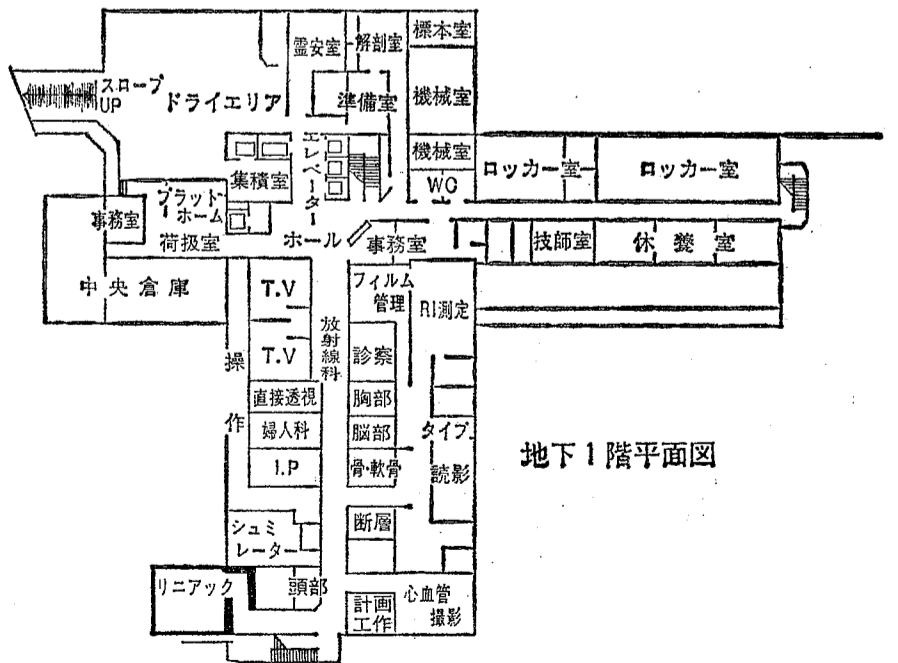 標本室
霊安室
解剖室
スロープ
UP
ドライエリア
準備室
機械室
エレベーター
機械室
ロッカー室
ロッカー室
集積室
WC
プラット
ホーム
事務室
荷扱室
ホール
事務室
技師室
休養室
中央倉庫
T.V
フィルム
管理
RI測定
放射線科
T.V
診察
操作
直接透視
胸部
婦人科
脳部
タイプ
I.P
骨・軟骨
読影
地下1階平面図
シュミ
レーター
断層
リニアック
頭部
計画
工作
心血管
撮影